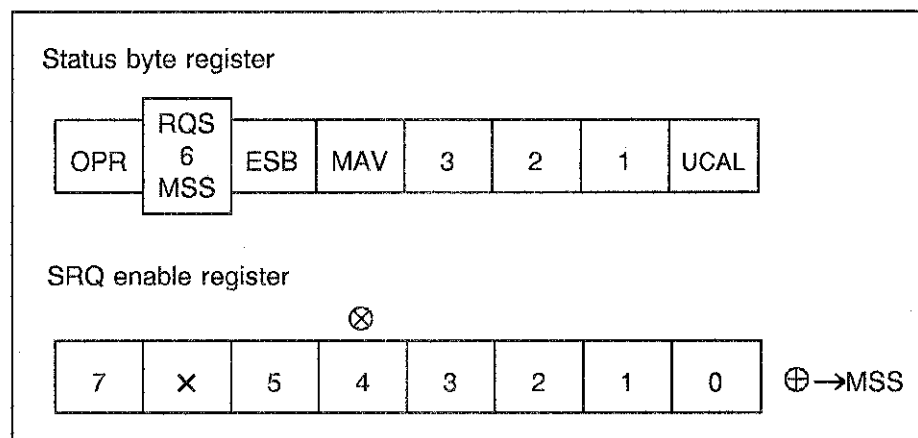 Status byte register
OPR RQS 6 MSS ESB MAV 3 2 1 UCAL
SRQ enable register
⊗
7 × 5 4 3 2 1 0 ⊕→MSS